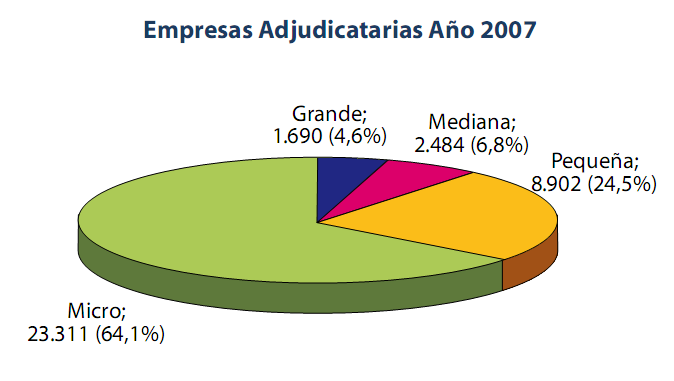 Empresas Adjudicatarias Año 2007
Grande;
1.690 (4,6%)
Mediana;
2.484 (6,8%)
Pequeña;
8.902 (24,5%)
Micro;
23.311 (64,1%)